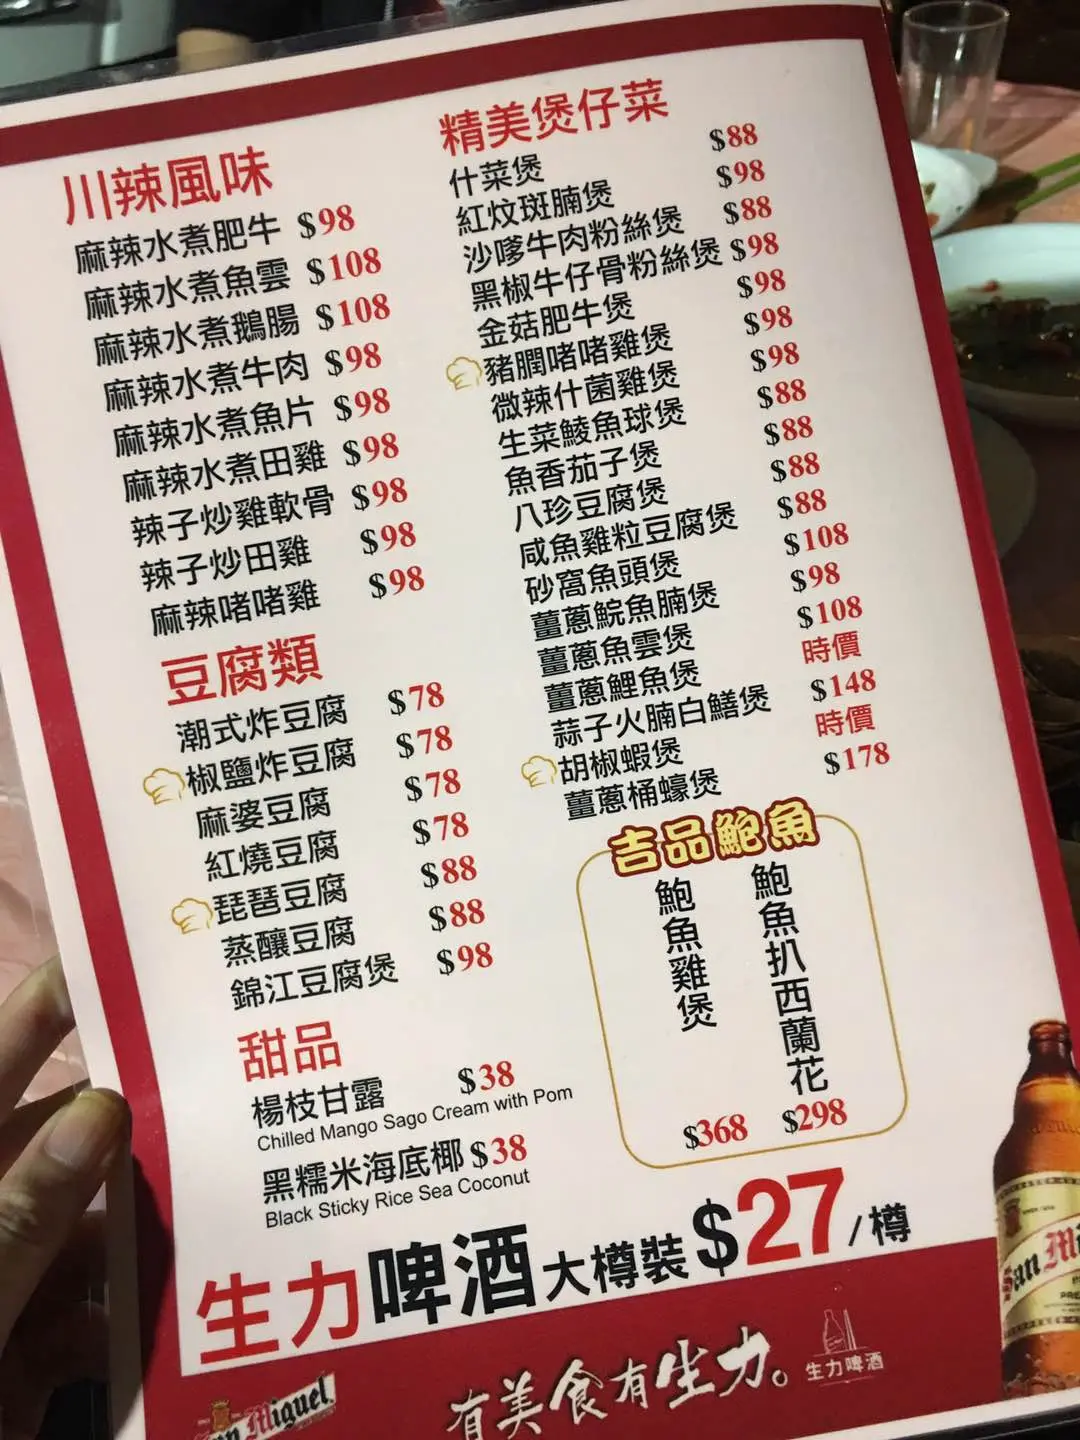 川辣風味
麻辣水煮肥牛 $98
麻辣水煮魚雲 $108
麻辣水煮鵝腸 $108
麻辣水煮牛肉 $98
麻辣水煮魚片 $98
麻辣水煮田雞 $98
辣子炒雞軟骨 $98
辣子炒田雞 $98
麻辣啫啫雞 $98
豆腐類
潮式炸豆腐 $78
椒鹽炸豆腐 $78
麻婆豆腐 $78
紅燒豆腐 $78
琵琶豆腐 $88
蒸釀豆腐 $88
錦江豆腐煲 $98
甜品
楊枝甘露 $38
Chilled Mango Sago Cream with Pom
黑糯米海底椰 $38
Black Sticky Rice Sea Coconut
精美煲仔菜
什菜煲 $88
紅炆斑腩煲 $98
沙嗲牛肉粉絲煲 $88
黑椒牛仔骨粉絲煲 $98
金菇肥牛煲 $98
豬膶啫啫雞煲 $98
微辣什菌雞煲 $98
生菜鯪魚球煲 $88
魚香茄子煲 $88
八珍豆腐煲 $88
咸魚雞粒豆腐煲 $88
砂窩魚頭煲 $108
薑蔥鯇魚腩煲 $98
薑蔥魚雲煲 $108
薑蔥鯉魚煲 時價
蒜子火腩白鱔煲 $148
胡椒蝦煲 時價
薑蔥桶蠔煲 $178
吉品鮑魚
鮑魚扒西蘭花 $298
鮑魚雞煲 $368
生力啤酒大樽裝$27/樽
有美食有生力。
生力啤酒
San Miguel